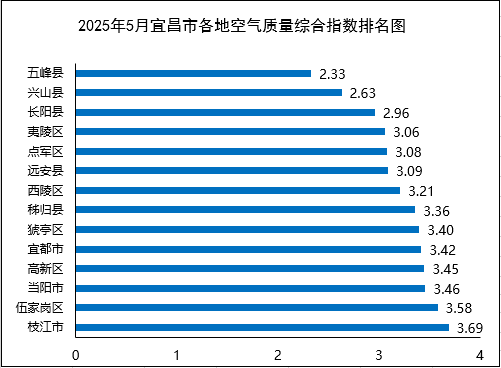 2025年5月宜昌市各地空气质量综合指数排名图
五峰县 2.33
兴山县 2.63
长阳县 2.96
夷陵区 3.06
点军区 3.08
远安县 3.09
西陵区 3.21
秭归县 3.36
猇亭区 3.40
宜都市 3.42
高新区 3.45
当阳市 3.46
伍家岗区 3.58
枝江市 3.69
0 1 2 3 4